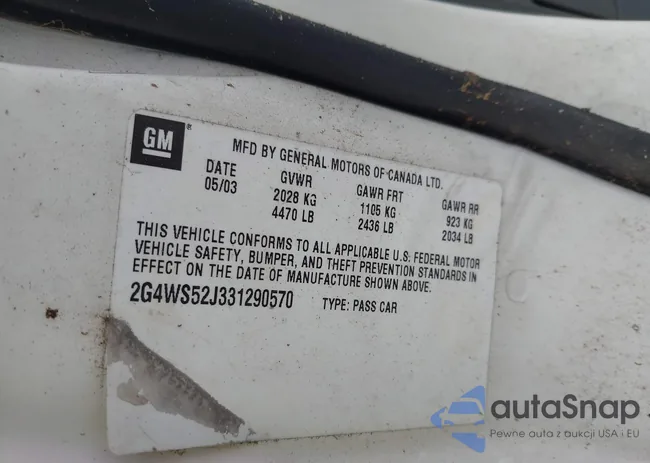 GM®
MFD BY GENERAL MOTORS OF CANADA LTD.
DATE GVWR GAWR FRT GAWR RR
05/03 2028 KG 1105 KG 923 KG
4470 LB 2436 LB 2034 LB
THIS VEHICLE CONFORMS TO ALL APPLICABLE U.S. FEDERAL MOTOR
VEHICLE SAFETY, BUMPER, AND THEFT PREVENTION STANDARDS IN
EFFECT ON THE DATE OF MANUFACTURE SHOWN ABOVE.
2G4WS52J331290570 TYPE: PASS CAR
autaSnap
Pewne auta z aukcji USA i EU